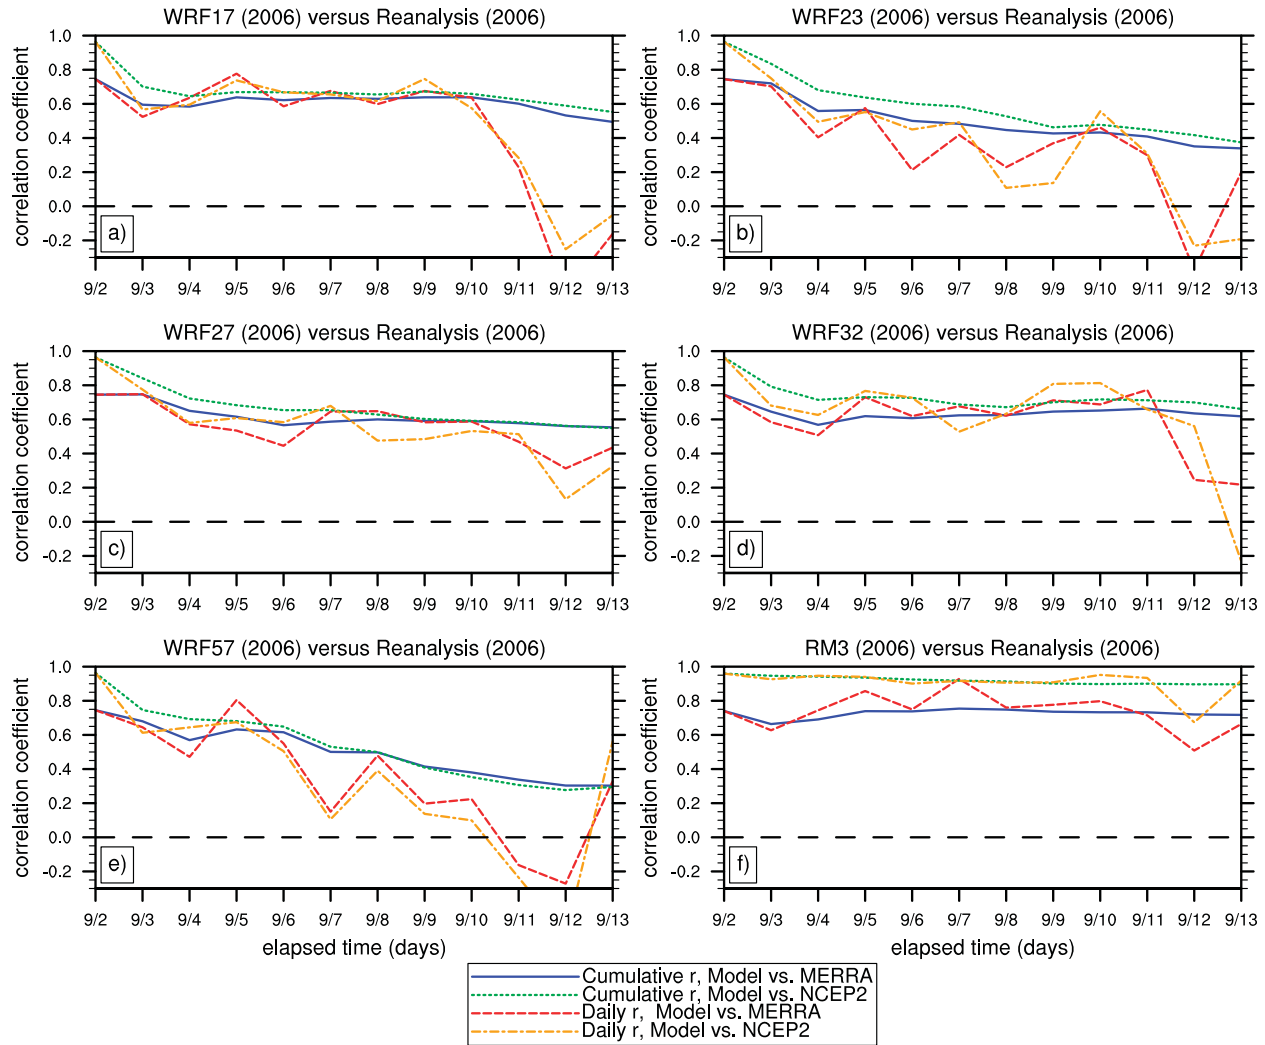 WRF17 (2006) versus Reanalysis (2006)
correlation coefficient
1.0
0.8
0.6
0.4
0.2
0.0
-0.2
a)
9/2 9/3 9/4 9/5 9/6 9/7 9/8 9/9 9/10 9/11 9/12 9/13
WRF23 (2006) versus Reanalysis (2006)
correlation coefficient
1.0
0.8
0.6
0.4
0.2
0.0
-0.2
b)
9/2 9/3 9/4 9/5 9/6 9/7 9/8 9/9 9/10 9/11 9/12 9/13
WRF27 (2006) versus Reanalysis (2006)
correlation coefficient
1.0
0.8
0.6
0.4
0.2
0.0
-0.2
c)
9/2 9/3 9/4 9/5 9/6 9/7 9/8 9/9 9/10 9/11 9/12 9/13
WRF32 (2006) versus Reanalysis (2006)
correlation coefficient
1.0
0.8
0.6
0.4
0.2
0.0
-0.2
d)
9/2 9/3 9/4 9/5 9/6 9/7 9/8 9/9 9/10 9/11 9/12 9/13
WRF57 (2006) versus Reanalysis (2006)
correlation coefficient
1.0
0.8
0.6
0.4
0.2
0.0
-0.2
e)
9/2 9/3 9/4 9/5 9/6 9/7 9/8 9/9 9/10 9/11 9/12 9/13
elapsed time (days)
RM3 (2006) versus Reanalysis (2006)
correlation coefficient
1.0
0.8
0.6
0.4
0.2
0.0
-0.2
f)
9/2 9/3 9/4 9/5 9/6 9/7 9/8 9/9 9/10 9/11 9/12 9/13
elapsed time (days)
Cumulative r, Model vs. MERRA
Cumulative r, Model vs. NCEP2
Daily r,  Model vs. MERRA
Daily r, Model vs. NCEP2